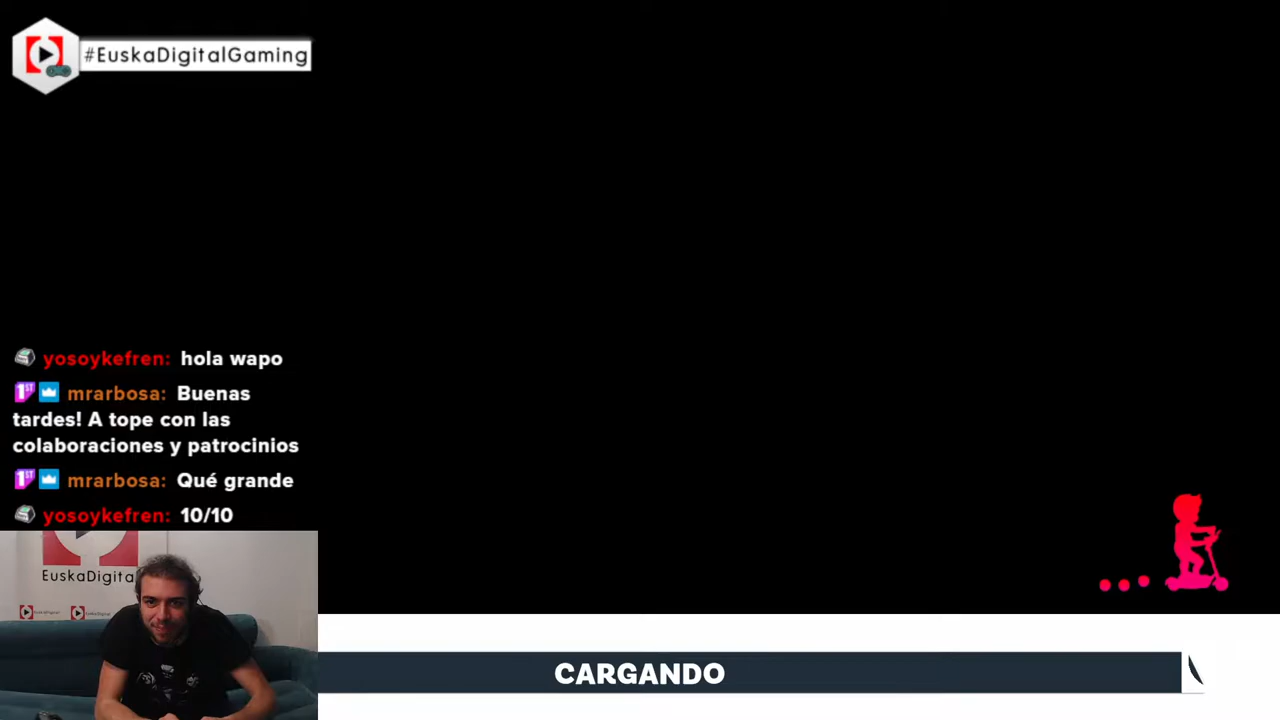 #EuskaDigitalGaming
yosoykefren: hola wapo
mrarbosa: Buenas
tardes! A tope con las
colaboraciones y patrocinios
mrarbosa: Qué grande
yosoykefren: 10/10
EuskaDigita
CARGANDO